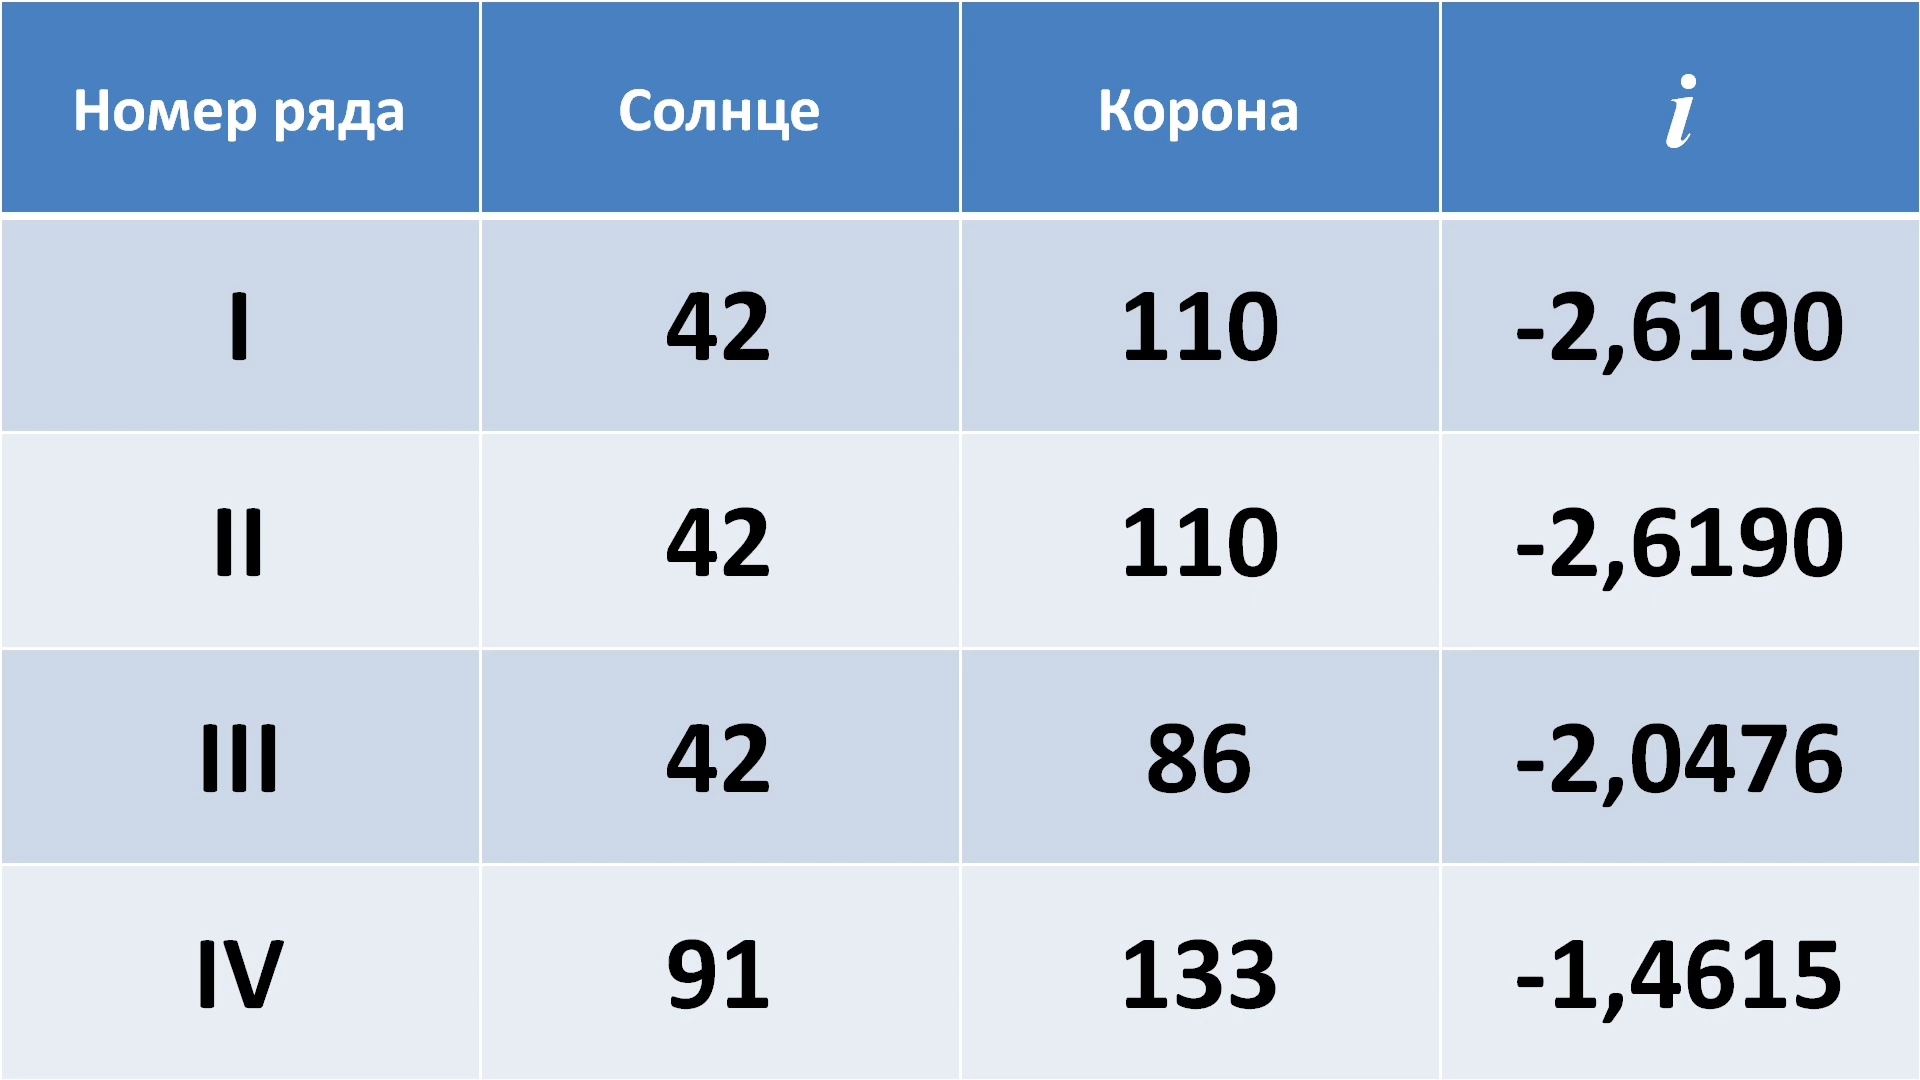 Номер ряда Солнце Корона i
I 42 110 -2,6190
II 42 110 -2,6190
III 42 86 -2,0476
IV 91 133 -1,4615